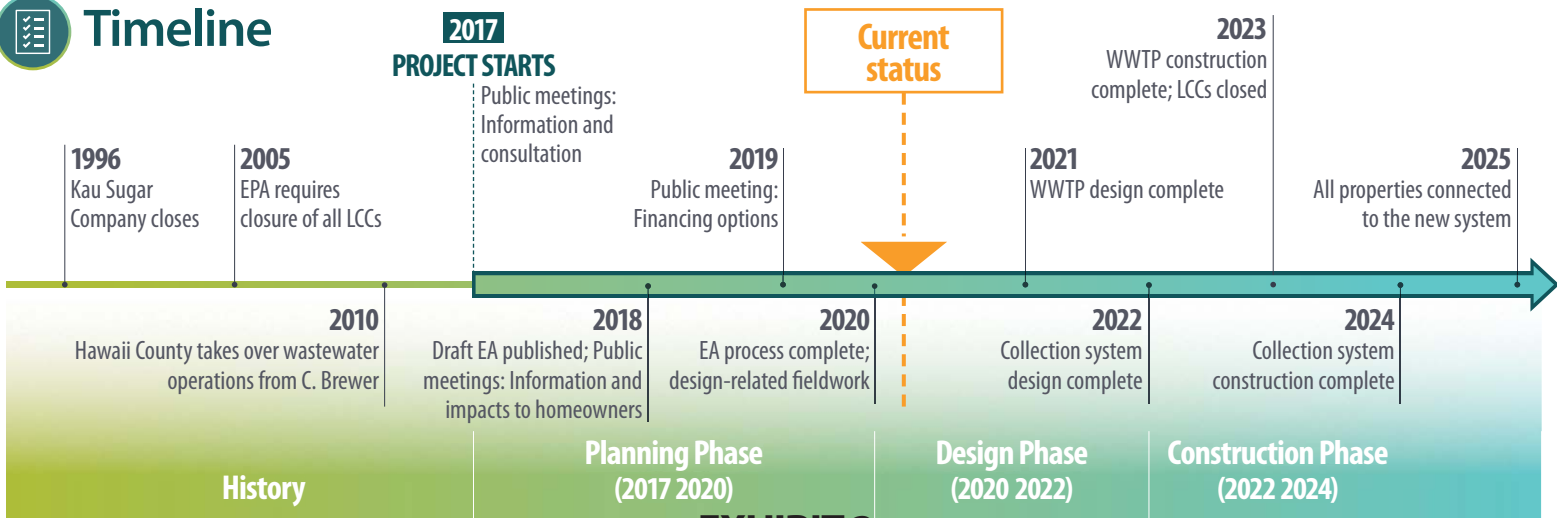 Timeline
2017
PROJECT STARTS
Public meetings:
Information and
consultation
Current
status
2023
WWTP construction
complete; LCCs closed
1996
Kau Sugar
Company closes
2005
EPA requires
closure of all LCCs
2019
Public meeting:
Financing options
2021
WWTP design complete
2025
All properties connected
to the new system
2010
Hawaii County takes over wastewater
operations from C. Brewer
2018
Draft EA published; Public
meetings: Information and
impacts to homeowners
2020
EA process complete;
design-related fieldwork
2022
Collection system
design complete
2024
Collection system
construction complete
History
Planning Phase
(2017 2020)
Design Phase
(2020 2022)
Construction Phase
(2022 2024)